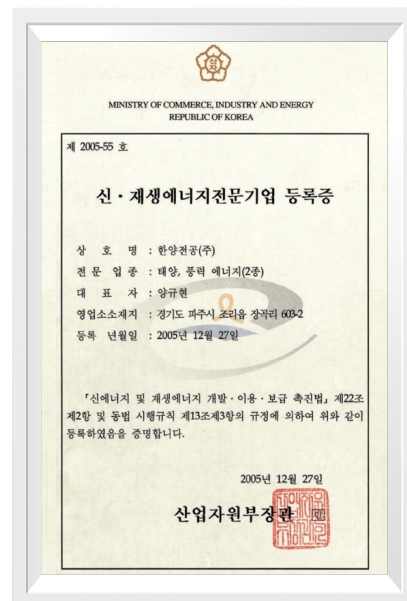 MINISTRY OF COMMERCE, INDUSTRY AND ENERGY
REPUBLIC OF KOREA
제 2005-55 호
신·재생에너지전문기업 등록증
상 호 명 : 한양전공(주)
전 문 업 종 : 태양, 풍력 에너지(2종)
대 표 자 : 양규현
영업소소재지 : 경기도 파주시 조리읍 장곡리 603-2
등록 년월일 : 2005년 12월 27일
「신에너지 및 재생에너지 개발·이용·보급 촉진법」 제22조
제2항 및 동법 시행규칙 제13조제3항의 규정에 의하여 위와 같이
등록하였음을 증명합니다.
2005년 12월 27일
산업자원부장관 인